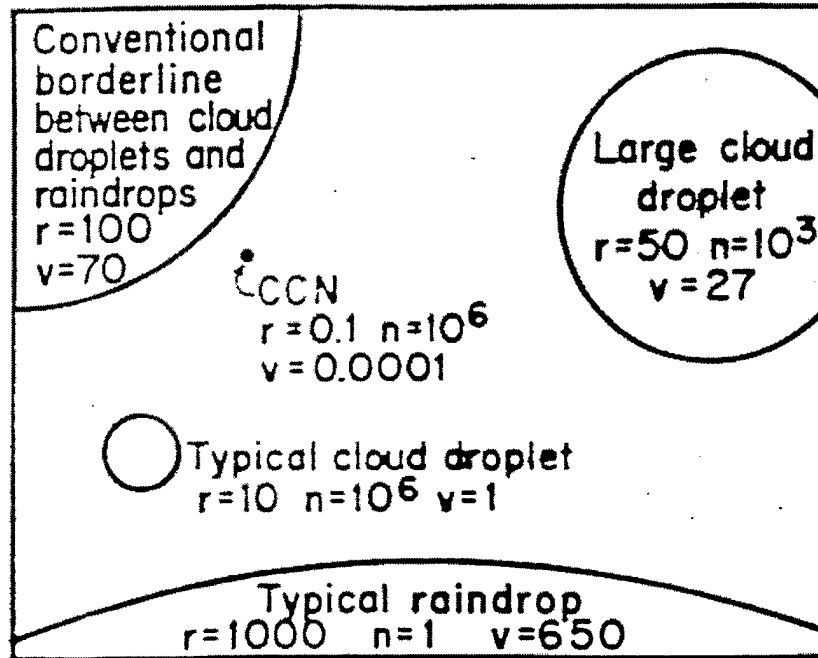 Conventional
borderline
between cloud
droplets and
raindrops
r=100
v=70
Large cloud
droplet
r=50 n=10³
v=27
CCN
r=0.1 n=10⁶
v=0.0001
Typical cloud droplet
r=10 n=10⁶ v=1
Typical raindrop
r=1000 n=1 v=650